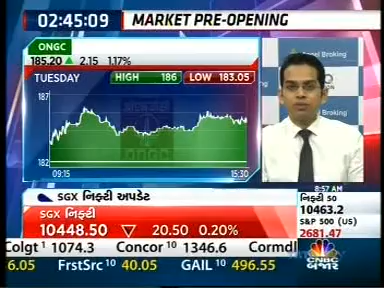 02:45:09
MARKET PRE-OPENING
ONGC
185.20 ▲ 2.15 1.17%
TUESDAY
HIGH 186
LOW 183.05
187
182
09:15
15:30
Angel Broking
8:57 AM
SGX નિફ્ટી અપડેટ
SGX નિફ્ટી
10448.50 ▽ 20.50 0.20%
નિફ્ટી 50
10463.2
S&P 500 (US)
2681.47
Colgt 1 1074.3 Concor 10 1346.6 Cormdl
6.05 FrstSrc 10 40.05 GAIL 10 496.55
CNBC
બજાર